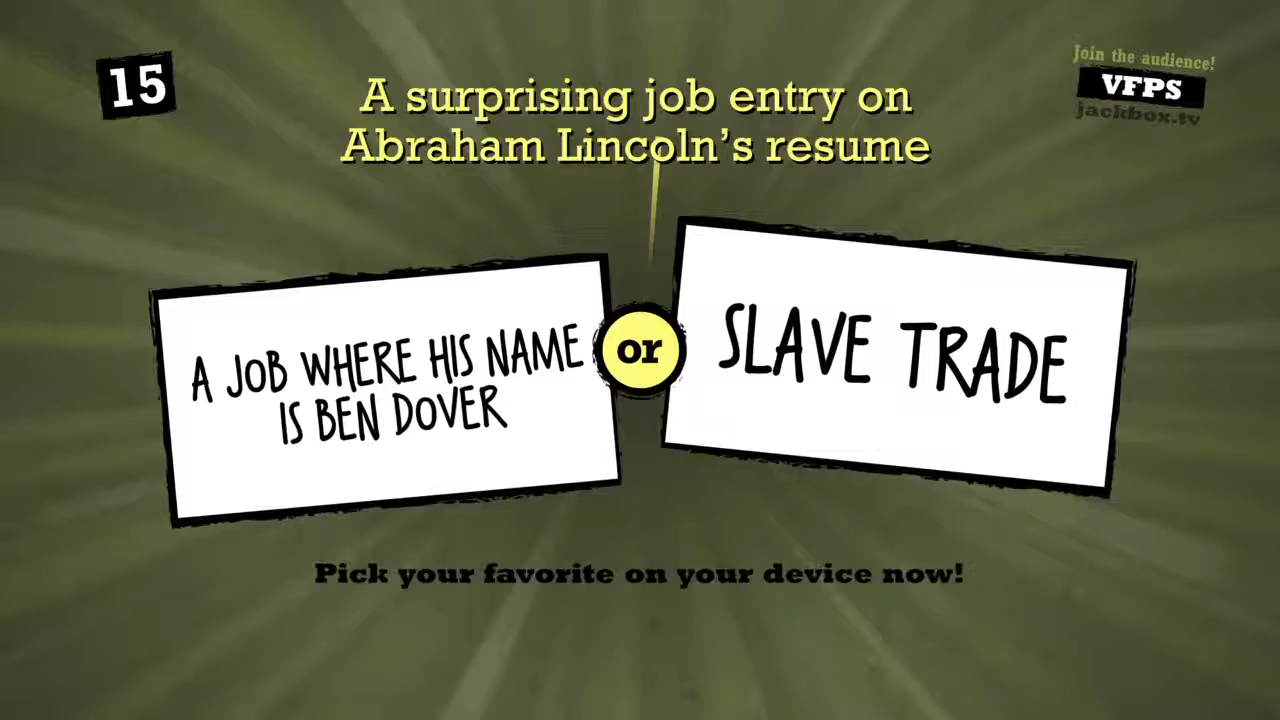 15
A surprising job entry on
Abraham Lincoln's resume
Join the audience!
VFPS
jackbox.tv
A JOB WHERE HIS NAME
IS BEN DOVER
or
SLAVE TRADE
Pick your favorite on your device now!